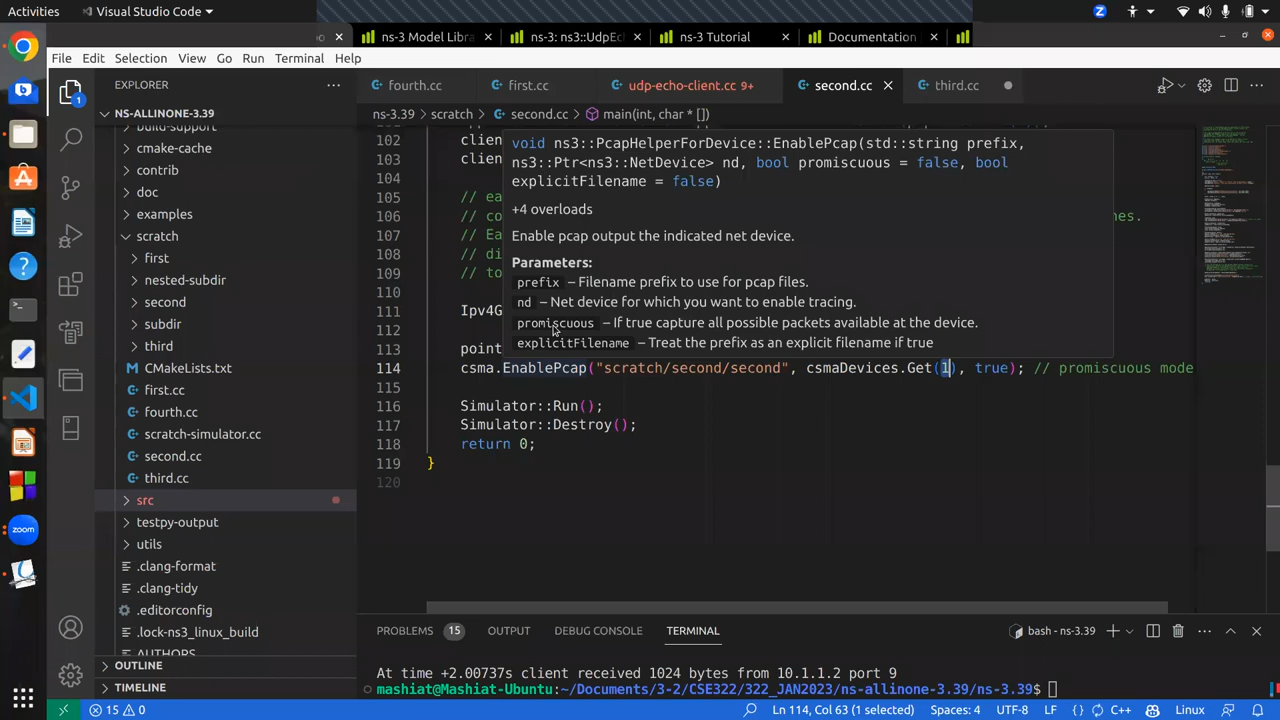 Activities
Visual Studio Code
ns-3 Model Libra
ns-3: ns3::UdpEc
ns-3 Tutorial
Documentation
File Edit Selection View Go Run Terminal Help
EXPLORER
fourth.cc
first.cc
udp-echo-client.cc 9+
second.cc
third.cc
NS-ALLINONE-3.39
ns-3.39 > scratch > second.cc > main(int, char * [])
build-support
cmake-cache
contrib
doc
examples
scratch
first
nested-subdir
second
subdir
third
CMakeLists.txt
first.cc
fourth.cc
scratch-simulator.cc
second.cc
third.cc
src
testpy-output
utils
.clang-format
.clang-tidy
.editorconfig
.lock-ns3_linux_build
AUTHORS
OUTLINE
TIMELINE
102 clien
103 clien
104
105 // ea
106 // co nes.
107 // Ea
108 // di
109 // to
110
111 Ipv4G
112
113 point
void ns3::PcapHelperForDevice::EnablePcap(std::string prefix,
ns3::Ptr<ns3::NetDevice> nd, bool promiscuous = false, bool
explicitFilename = false)
+4 overloads
Enable pcap output the indicated net device.
Parameters:
prefix – Filename prefix to use for pcap files.
nd – Net device for which you want to enable tracing.
promiscuous – If true capture all possible packets available at the device.
explicitFilename – Treat the prefix as an explicit filename if true
114 csma.EnablePcap("scratch/second/second", csmaDevices.Get(1), true); // promiscuous mode
115
116 Simulator::Run();
117 Simulator::Destroy();
118 return 0;
119 }
120
PROBLEMS 15 OUTPUT DEBUG CONSOLE TERMINAL
bash - ns-3.39
At time +2.00737s client received 1024 bytes from 10.1.1.2 port 9
mashiat@Mashiat-Ubuntu:~/Documents/3-2/CSE322/322_JAN2023/ns-allinone-3.39/ns-3.39$
15 0
Ln 114, Col 63 (1 selected) Spaces: 4 UTF-8 LF {} C++ Linux